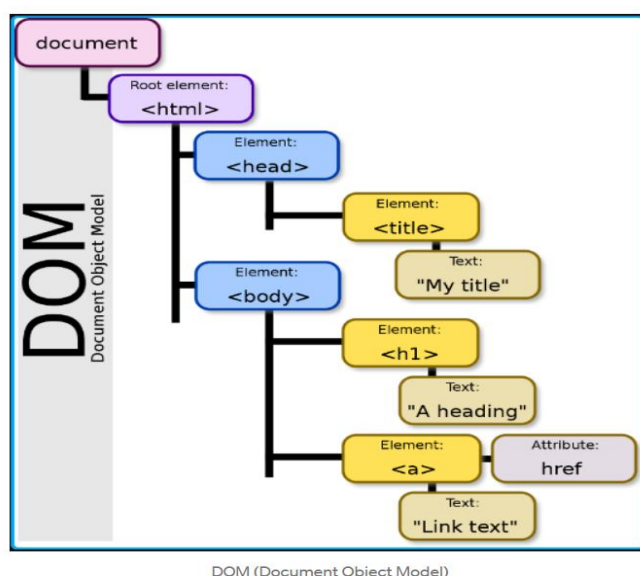 document
Root element:
<html>
Element:
<head>
Element:
<title>
Text:
"My title"
Element:
<body>
Element:
<h1>
Text:
"A heading"
Element:
<a>
Attribute:
href
Text:
"Link text"
DOM
Document Object Model
DOM (Document Object Model)